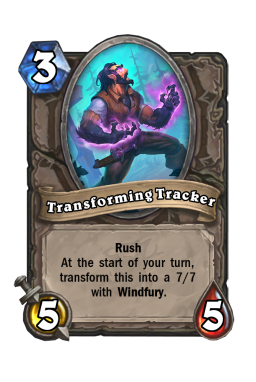 3
Transforming Tracker
Rush
At the start of your turn,
transform this into a 7/7
with Windfury.
5
5